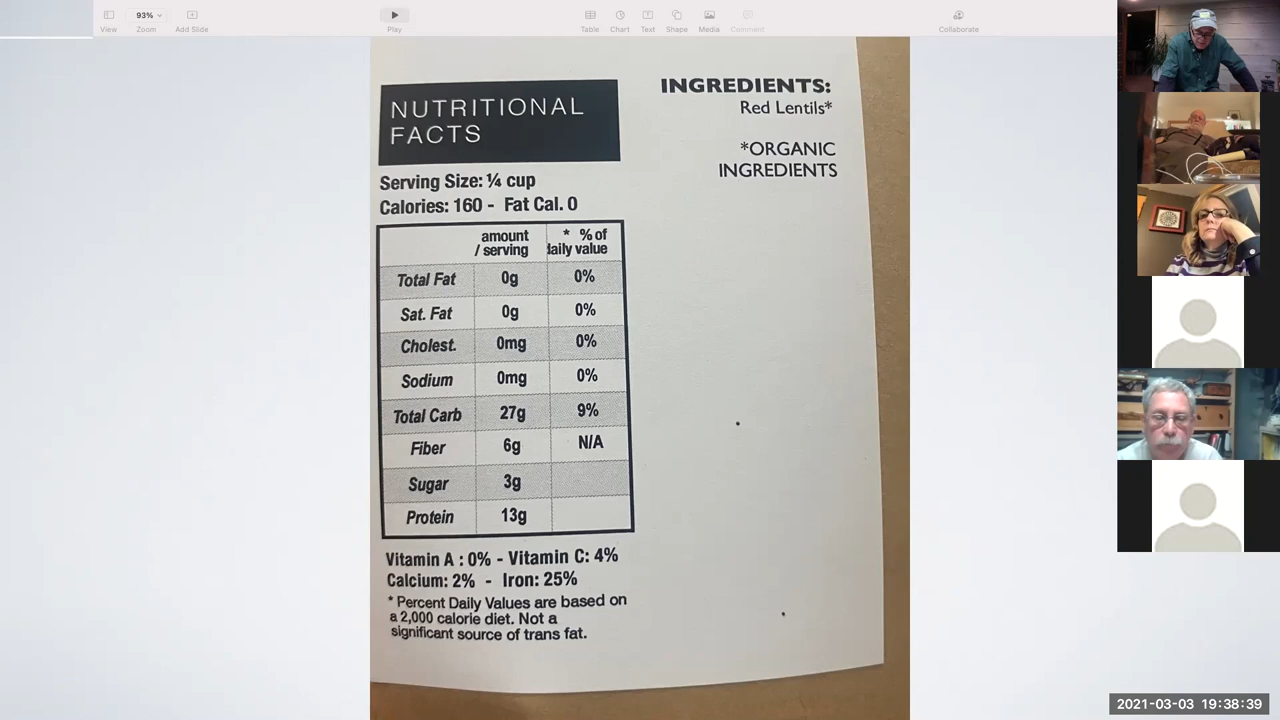 93%
View
Zoom
Add Slide
Play
Table
Chart
Text
Shape
Media
Comment
Collaborate
NUTRITIONAL
FACTS
Serving Size: ¼ cup
Calories: 160 - Fat Cal. 0
amount
/ serving
* % of
daily value
Total Fat 0g 0%
Sat. Fat 0g 0%
Cholest. 0mg 0%
Sodium 0mg 0%
Total Carb 27g 9%
Fiber 6g N/A
Sugar 3g
Protein 13g
Vitamin A : 0% - Vitamin C: 4%
Calcium: 2% - Iron: 25%
* Percent Daily Values are based on
a 2,000 calorie diet. Not a
significant source of trans fat.
INGREDIENTS:
Red Lentils*
*ORGANIC
INGREDIENTS
2021-03-03 19:38:39